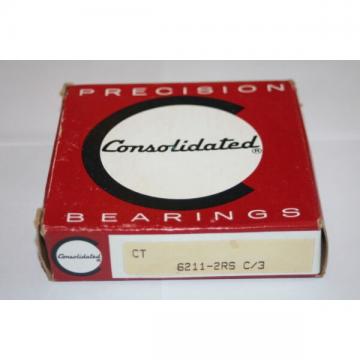 PRECISION
Consolidated®
BEARINGS
Consolidated
CT
6211-2RS C/3